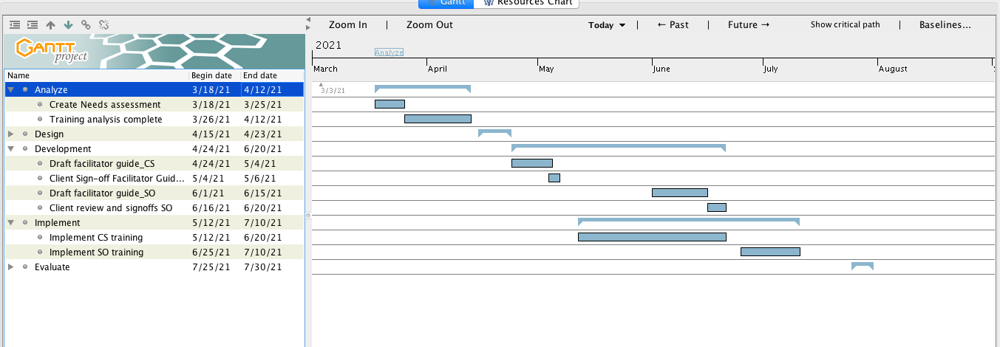 Gantt Resources Chart
Zoom In | Zoom Out Today | ← Past | Future → Show critical path | Baselines...
GANTT project
2021
Analyze
March April May June July August
Name Begin date End date
3/3/21
Analyze 3/18/21 4/12/21
Create Needs assessment 3/18/21 3/25/21
Training analysis complete 3/26/21 4/12/21
Design 4/15/21 4/23/21
Development 4/24/21 6/20/21
Draft facilitator guide_CS 4/24/21 5/4/21
Client Sign-off Facilitator Guid... 5/4/21 5/6/21
Draft facilitator guide_SO 6/1/21 6/15/21
Client review and signoffs SO 6/16/21 6/20/21
Implement 5/12/21 7/10/21
Implement CS training 5/12/21 6/20/21
Implement SO training 6/25/21 7/10/21
Evaluate 7/25/21 7/30/21